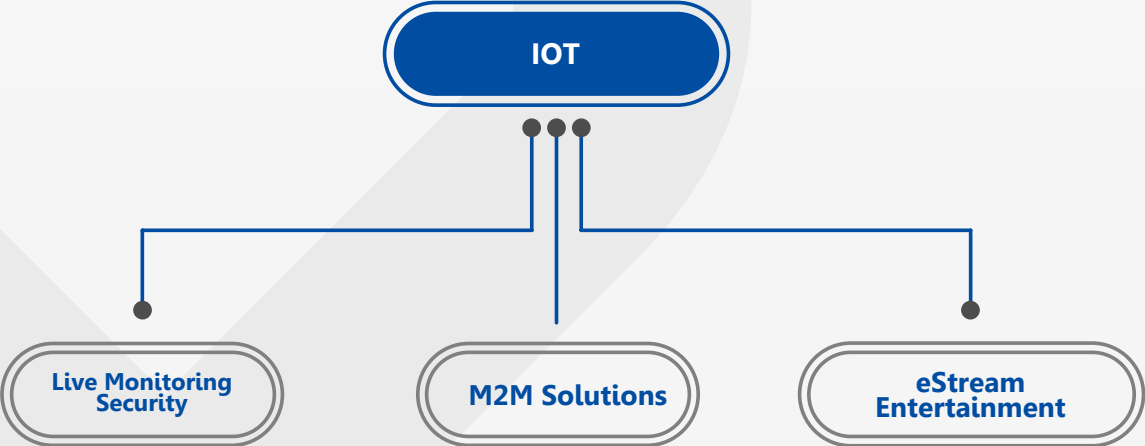 IOT
Live Monitoring
Security
M2M Solutions
eStream
Entertainment